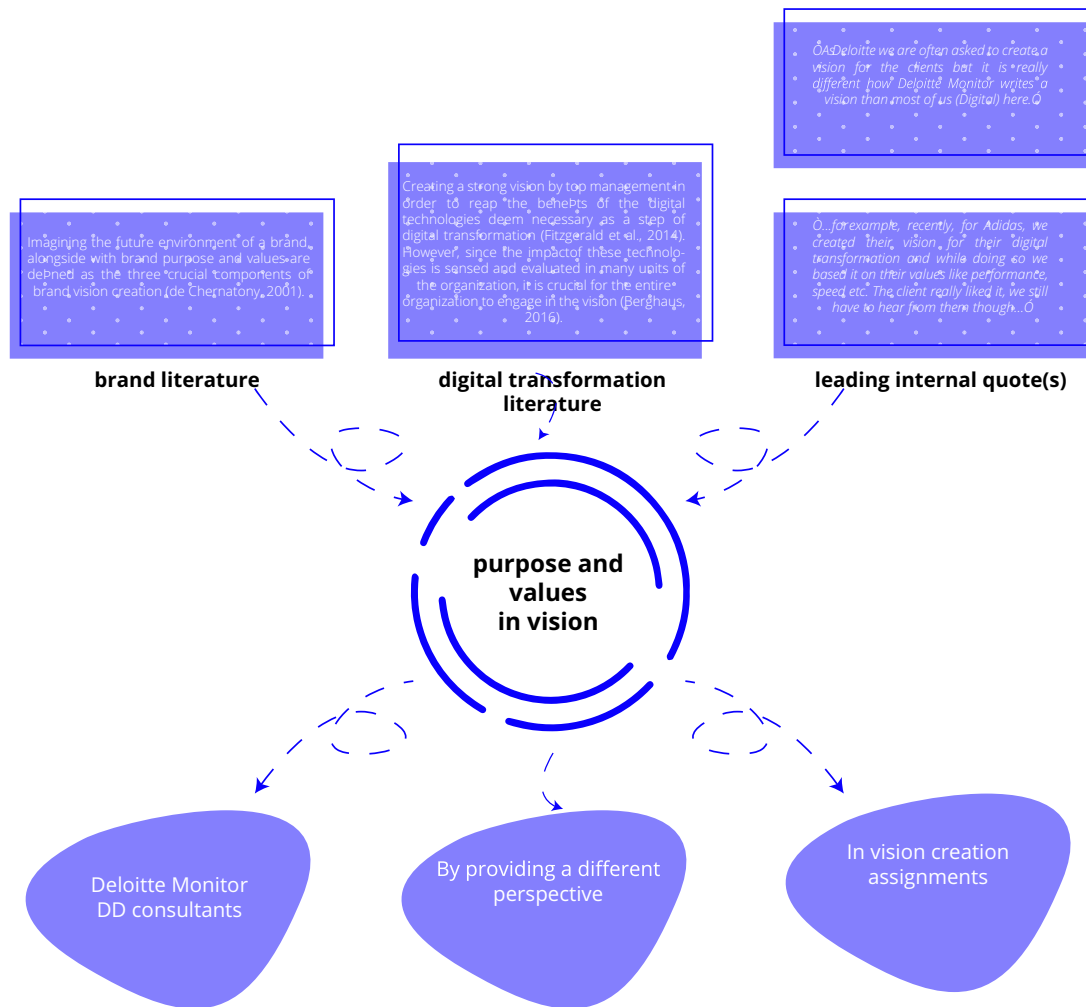 ÒAsDeloitte we are often asked to create a
vision for the clients but it is really
different how Deloitte Monitor writes a
vision than most of us (Digital) here.Ó
Imagining the future environment of a brand,
alongside with brand purpose and values are
deÞned as the three crucial components of
brand vision creation (de Chernatony, 2001).
brand literature
Creating a strong vision by top management in
order to reap the beneÞts of the digital
technologies deem necessary as a step of
digital transformation (Fitzgerald et al., 2014).
However, since the impactof these technolo-
gies is sensed and evaluated in many units of
the organization, it is crucial for the entire
organization to engage in the vision (Berghaus,
2016).
digital transformation
literature
Ò...forexample, recently, for Adidas, we
created their vision for their digital
transformation and while doing so we
based it on their values like performance,
speed etc. The client really liked it, we still
have to hear from them though...Ó
leading internal quote(s)
purpose and
values
in vision
Deloitte Monitor
DD consultants
By providing a different
perspective
In vision creation
assignments